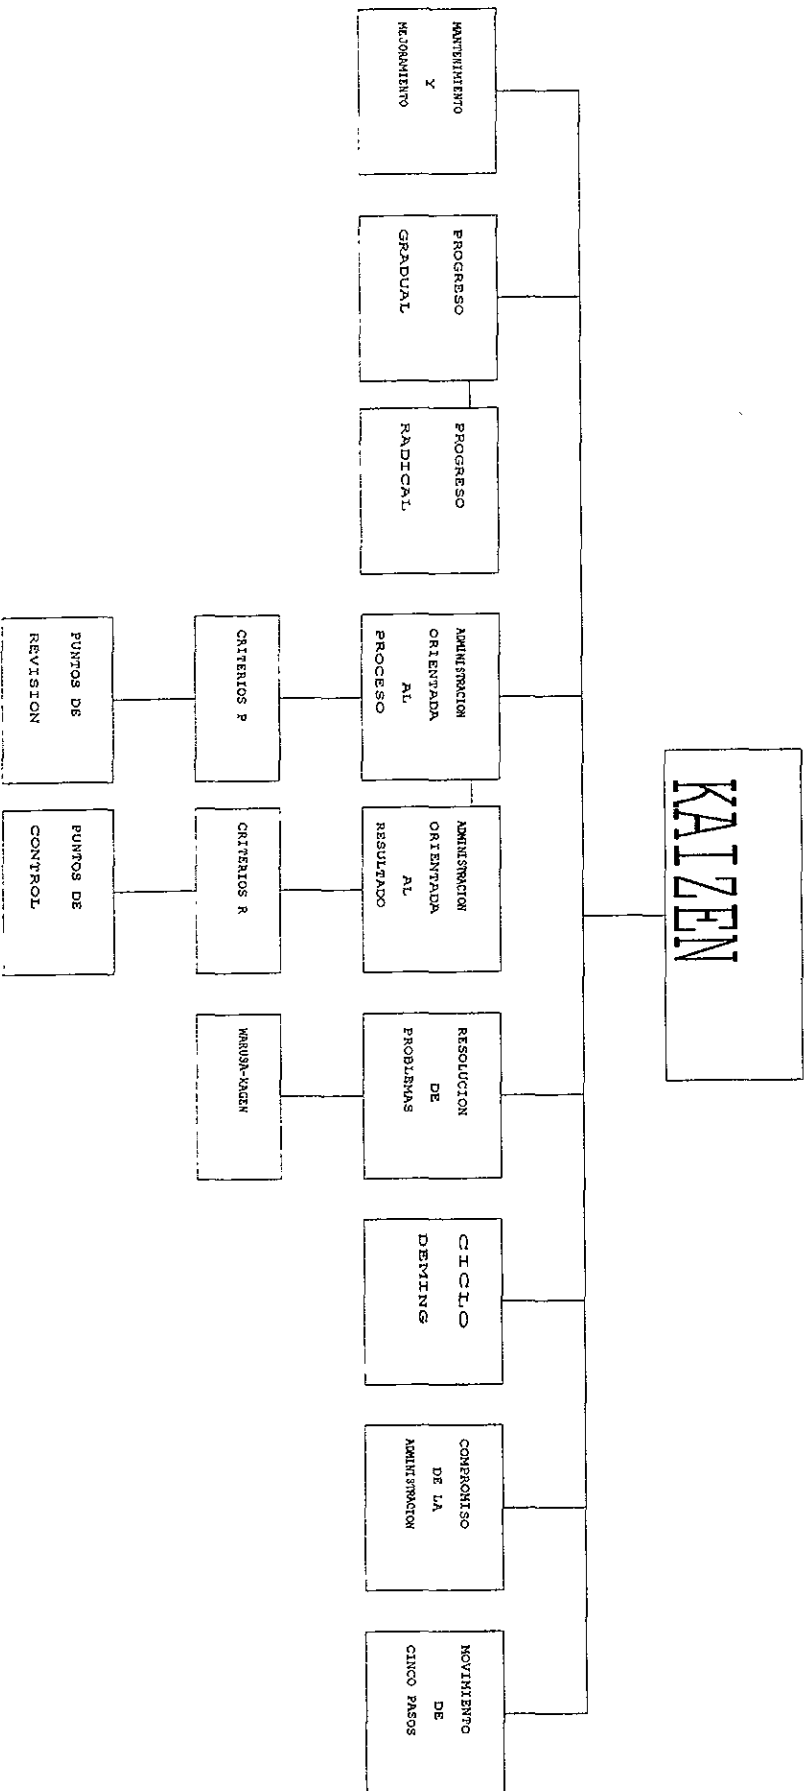 KAIZEN
MANTENIMIENTO
Y
MEJORAMIENTO
PROGRESO
GRADUAL
PROGRESO
RADICAL
ADMINISTRACION
ORIENTADA
AL
PROCESO
ADMINISTRACION
ORIENTADA
AL
RESULTADO
RESOLUCION
DE
PROBLEMAS
CICLO
DEMING
COMPROMISO
DE LA
ADMINISTRACION
MOVIMIENTO
DE
CINCO PASOS
CRITERIOS P
CRITERIOS R
WARUSA-KAGEN
PUNTOS DE
REVISION
PUNTOS DE
CONTROL